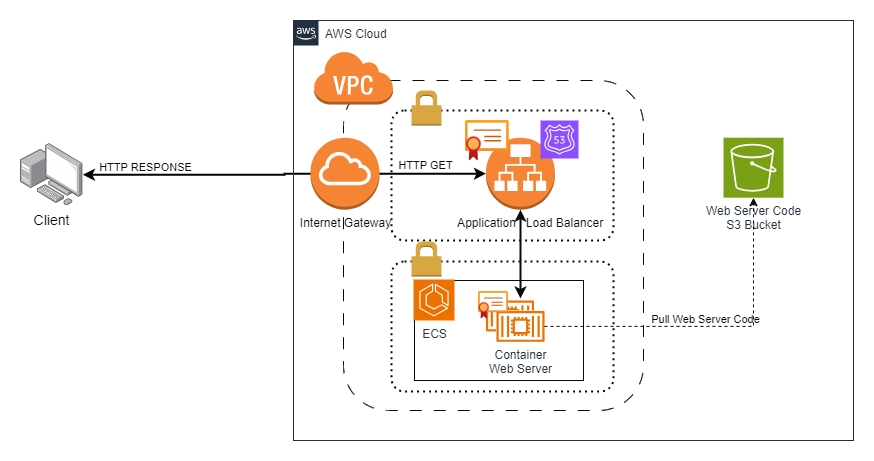 aws
AWS Cloud
VPC
53
HTTP RESPONSE
HTTP GET
Client
Internet Gateway
Application Load Balancer
Web Server Code
S3 Bucket
ECS
Pull Web Server Code
Container
Web Server